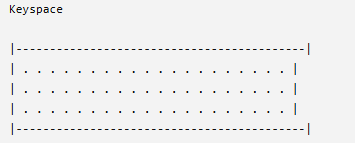 Keyspace
|-------------------------------------------|
| . . . . . . . . . . . . . . . . . . . . |
| . . . . . . . . . . . . . . . . . . . . |
| . . . . . . . . . . . . . . . . . . . . |
|-------------------------------------------|